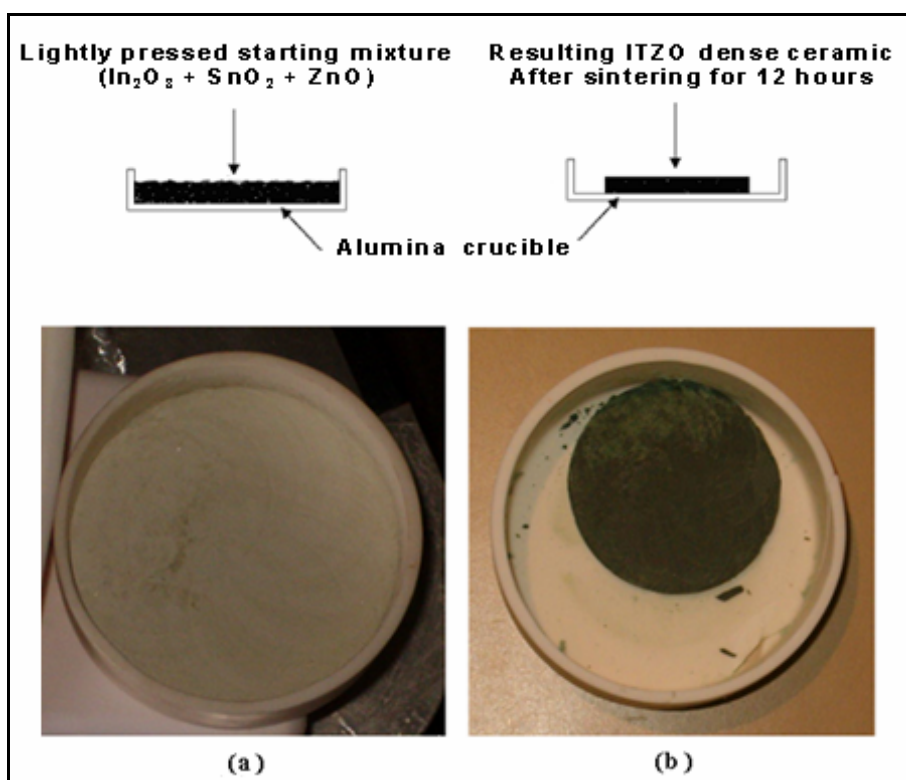 Lightly pressed starting mixture
(In₂O₃ + SnO₂ + ZnO)
Resulting ITZO dense ceramic
After sintering for 12 hours
Alumina crucible
(a)
(b)